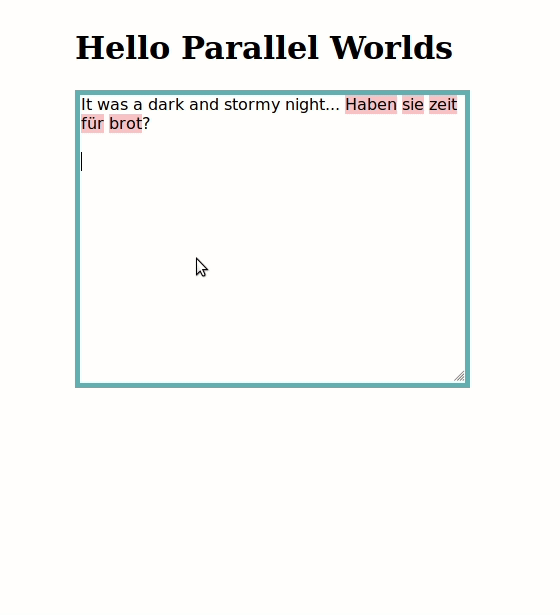 Hello Parallel Worlds
It was a dark and stormy night... Haben sie zeit
für brot?